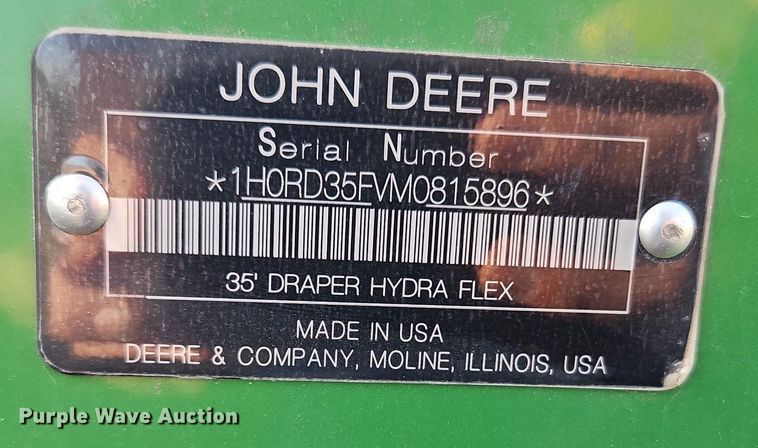 JOHN DEERE
Serial Number
*1H0RD35FVM0815896*
35' DRAPER HYDRA FLEX
MADE IN USA
DEERE & COMPANY, MOLINE, ILLINOIS, USA
Purple Wave Auction